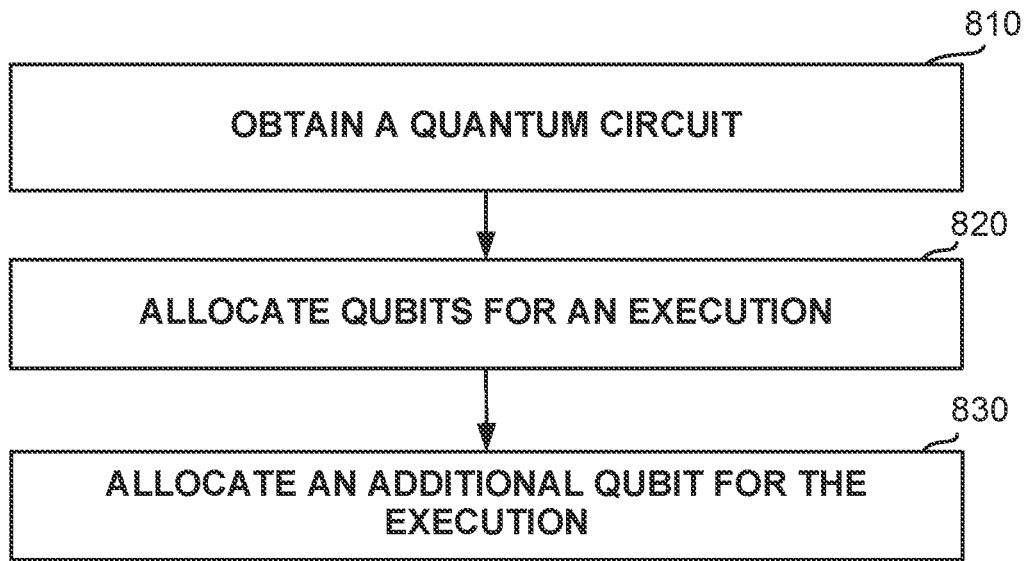 810
OBTAIN A QUANTUM CIRCUIT
820
ALLOCATE QUBITS FOR AN EXECUTION
830
ALLOCATE AN ADDITIONAL QUBIT FOR THE
EXECUTION